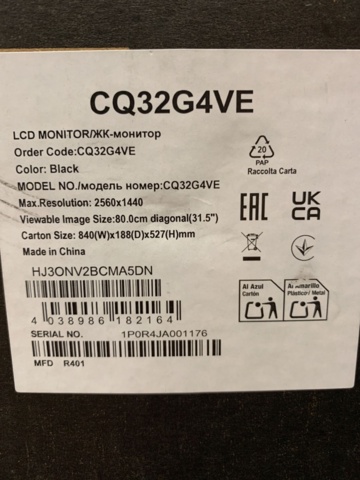 CQ32G4VE
LCD MONITOR/ЖК-монитор
Order Code:CQ32G4VE
Color: Black
MODEL NO./модель номер:CQ32G4VE
Max.Resolution: 2560x1440
Viewable Image Size:80.0cm diagonal(31.5")
Carton Size: 840(W)x188(D)x527(H)mm
Made in China
20
PAP
Raccolta Carta
EAC
UK
CA
HJ3ONV2BCMA5DN
4 038986 182164
SERIAL NO. 1P0R4JA001176
MFD R401
Al Azul
Cartón
Al Amarillo
Plástico/ Metal